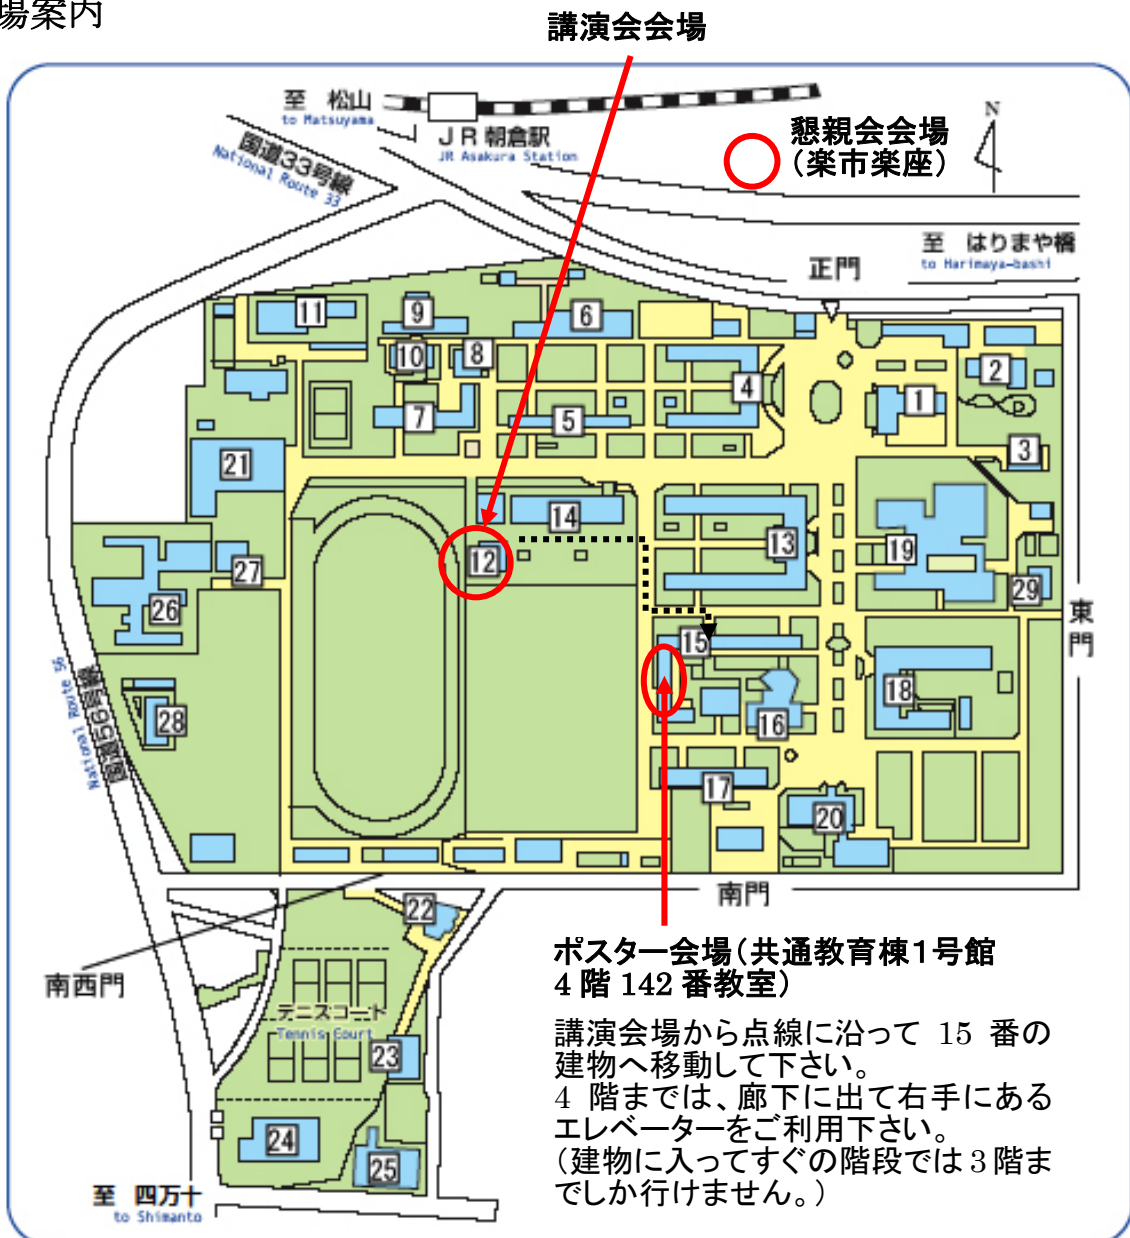 場案内
講演会会場
至 松山
to Matsuyama
JR朝倉駅
JR Asakura Station
N
懇親会会場
（楽市楽座）
国道33号線
National Route 33
至 はりまや橋
to Harimaya-bashi
正門
11
9
6
10
8
2
4
1
7
5
3
21
14
12
13
19
27
29
26
東門
15
18
28
16
国道56号線
National Route 56
17
20
22
南門
南西門
ポスター会場（共通教育棟１号館
4階 142 番教室）
テニスコート
Tennis Court
講演会場から点線に沿って 15 番の
建物へ移動して下さい。
23
4 階までは、廊下に出て右手にある
エレベーターをご利用下さい。
24
（建物に入ってすぐの階段では3階ま
でしか行けません。）
25
至 四万十
to Shimanto